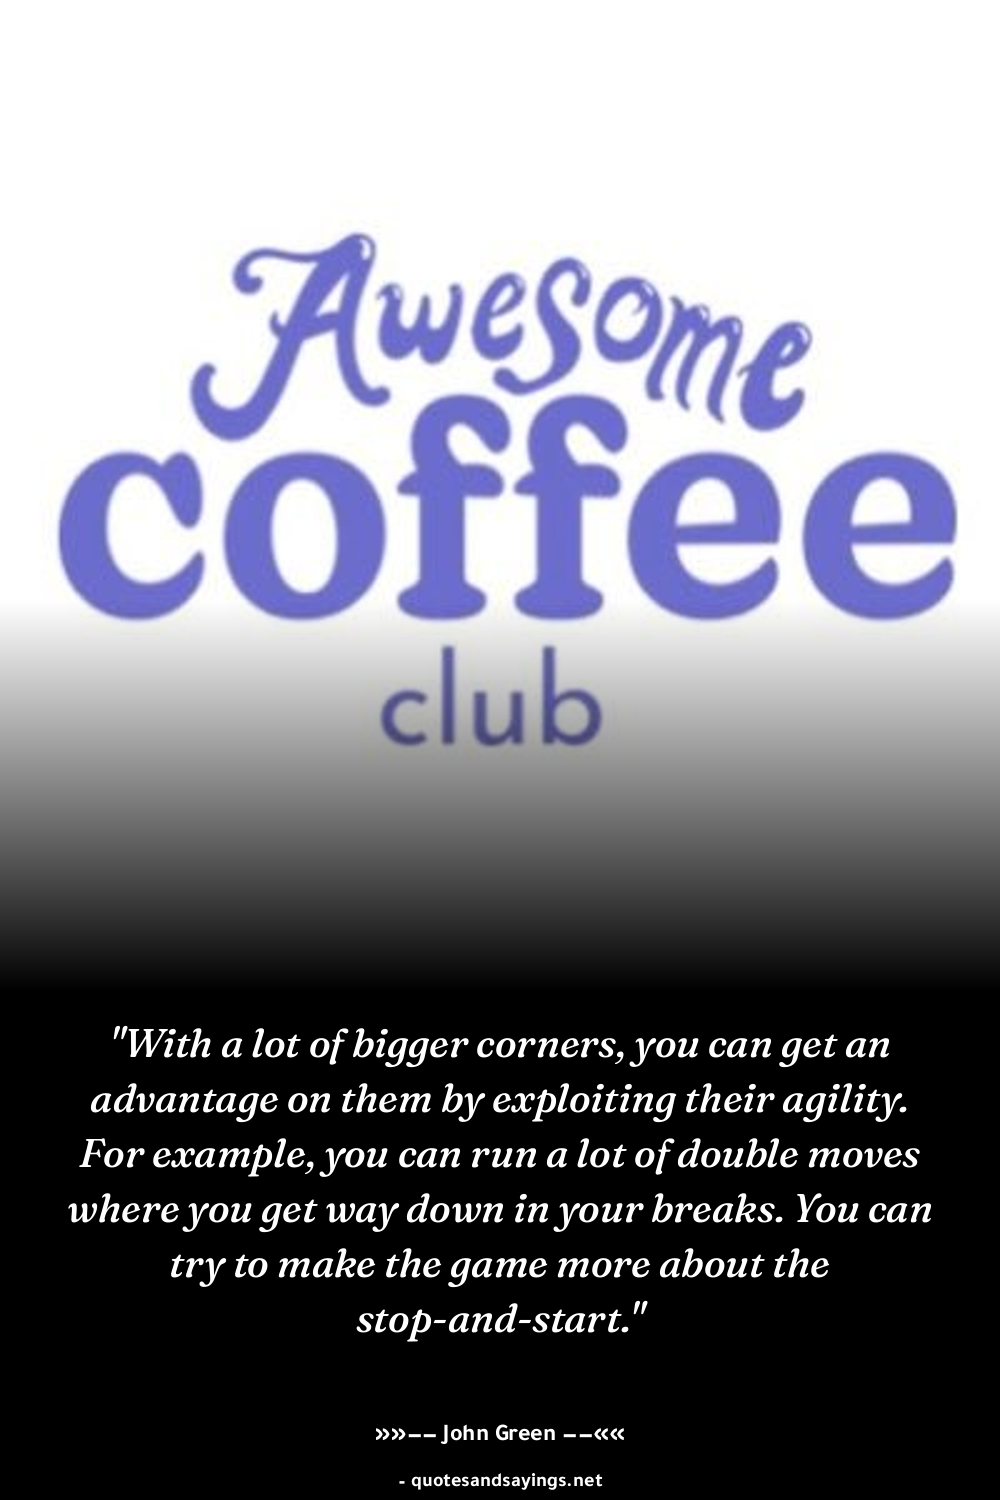 Awesome
coffee
club
"With a lot of bigger corners, you can get an
advantage on them by exploiting their agility.
For example, you can run a lot of double moves
where you get way down in your breaks. You can
try to make the game more about the
stop-and-start."
»»–– John Green ––««
- quotesandsayings.net